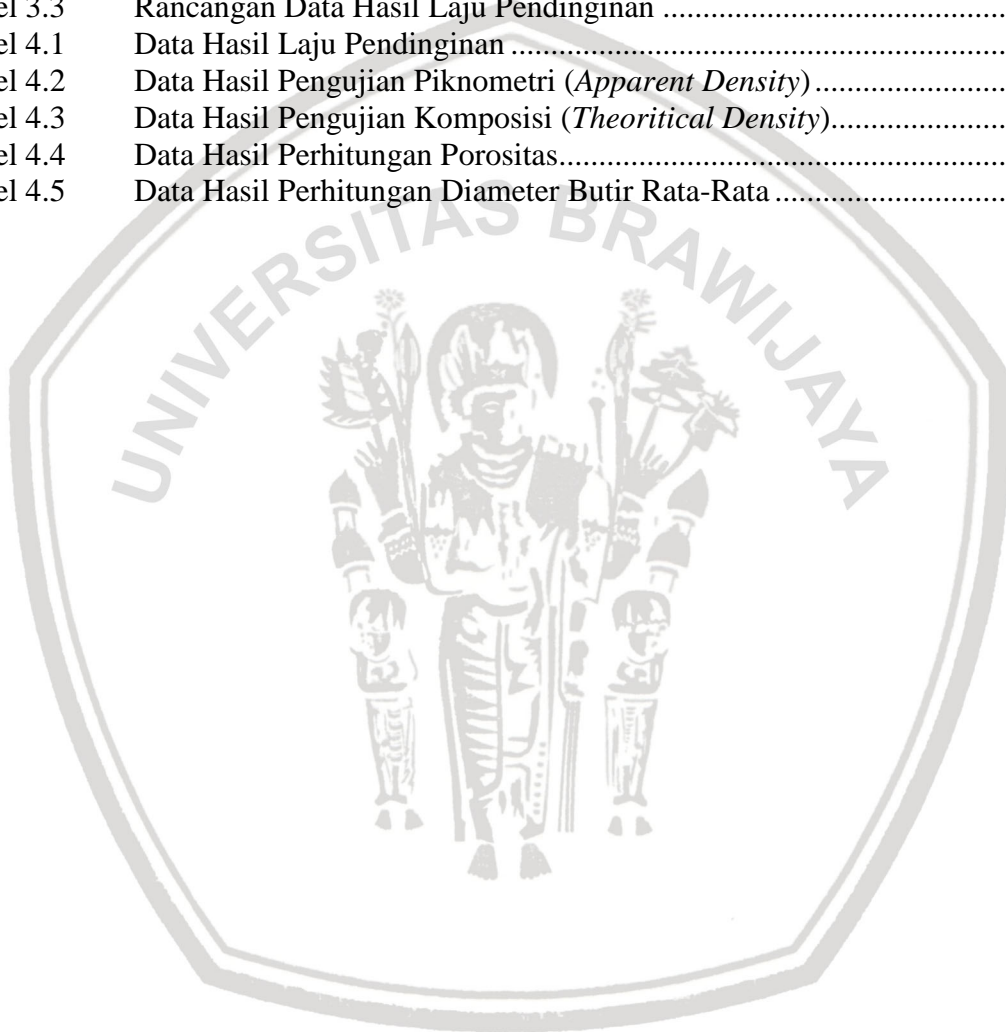 el 3.3 Rancangan Data Hasil Laju Pendinginan ........................................
el 4.1 Data Hasil Laju Pendinginan ............................................................
el 4.2 Data Hasil Pengujian Piknometri (Apparent Density) ........................
el 4.3 Data Hasil Pengujian Komposisi (Theoritical Density)......................
el 4.4 Data Hasil Perhitungan Porositas......................................................
el 4.5 Data Hasil Perhitungan Diameter Butir Rata-Rata ............................
UNIVERSITAS BRAWIJAYA